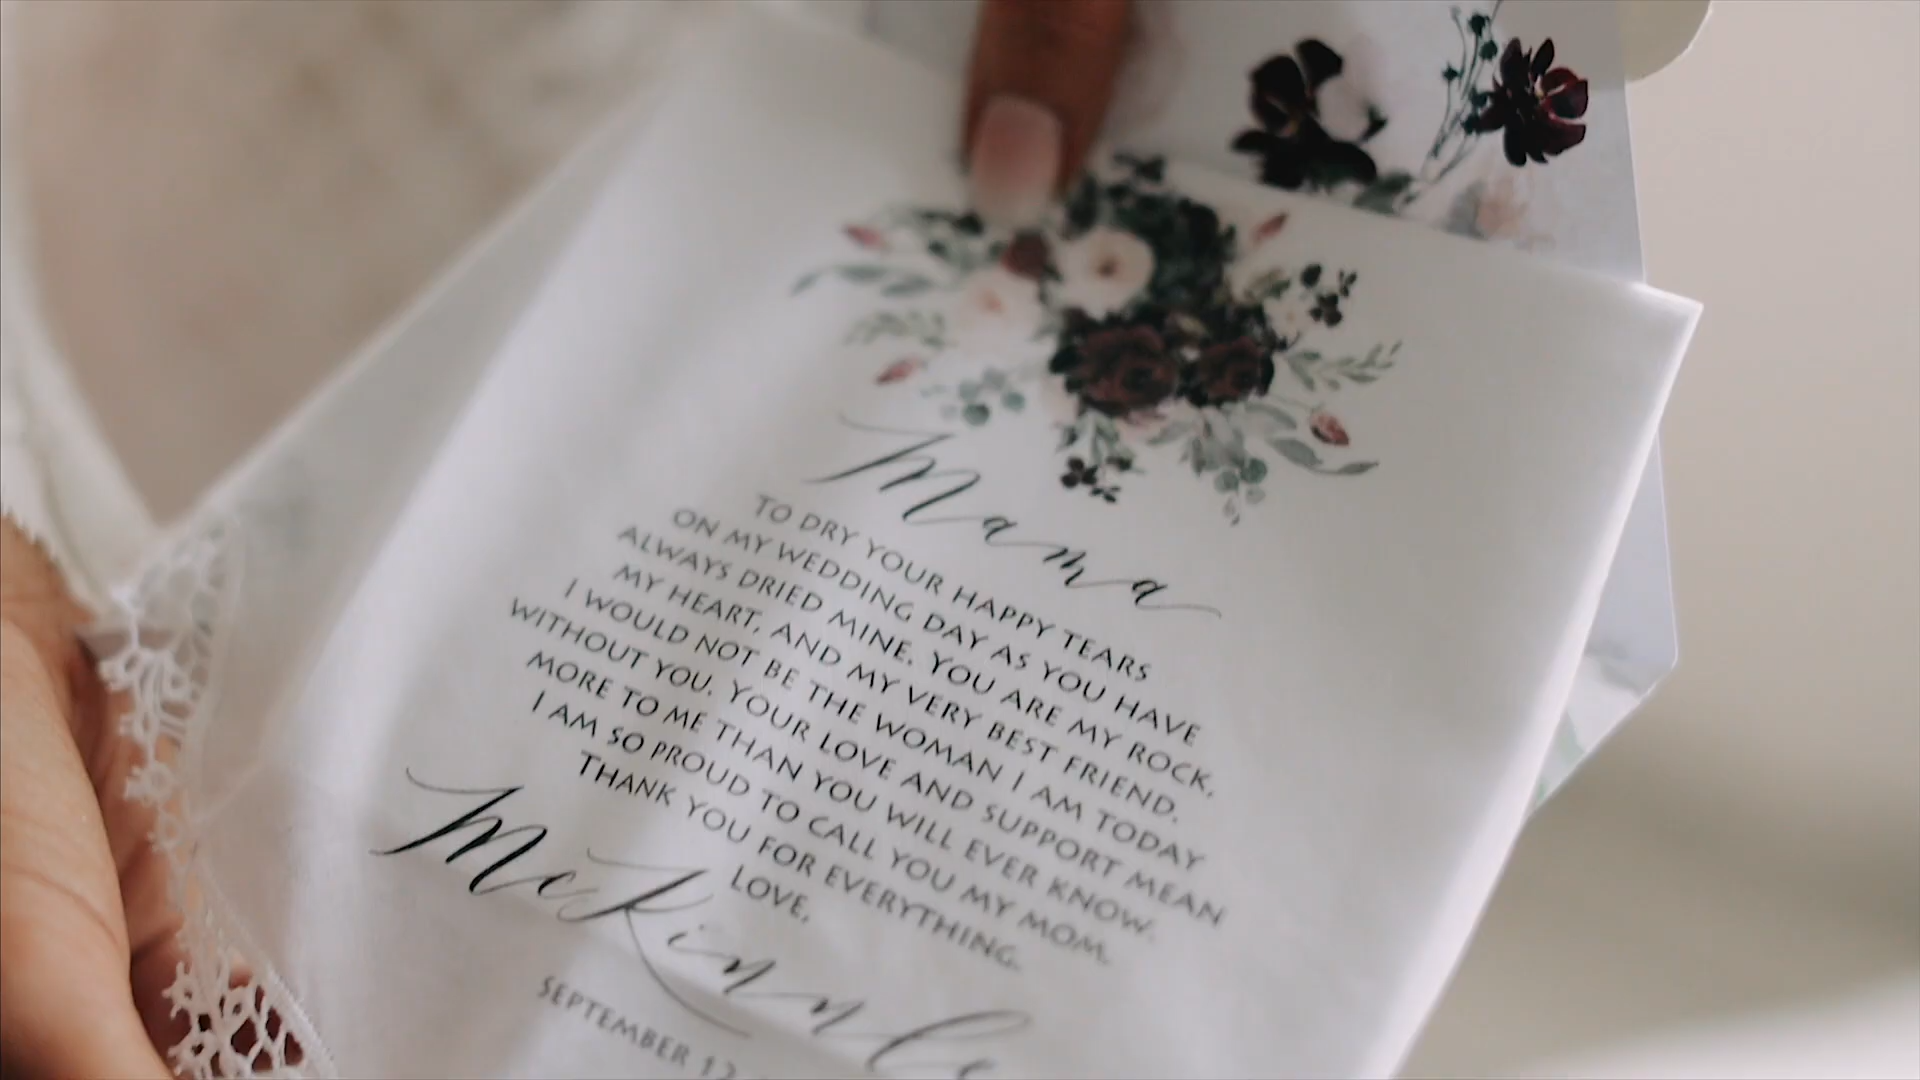 Mama
TO DRY YOUR HAPPY TEARS
ON MY WEDDING DAY AS YOU HAVE
ALWAYS DRIED MINE. YOU ARE MY ROCK,
MY HEART, AND MY VERY BEST FRIEND.
I WOULD NOT BE THE WOMAN I AM TODAY
WITHOUT YOU. YOUR LOVE AND SUPPORT MEAN
MORE TO ME THAN YOU WILL EVER KNOW.
I AM SO PROUD TO CALL YOU MY MOM.
THANK YOU FOR EVERYTHING.
LOVE,
McKinle
SEPTEMBER 12